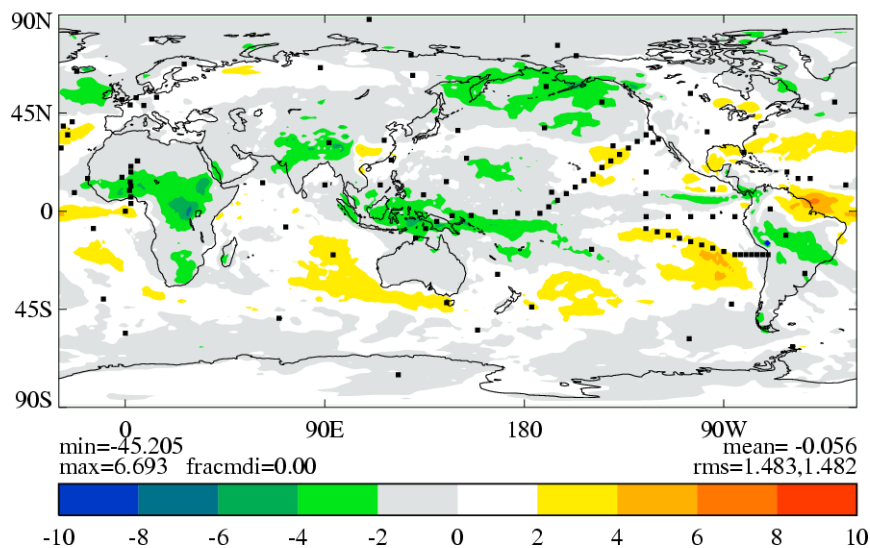 90N
45N
0
45S
90S
0 90E 180 90W
min=-45.205 mean= -0.056
max=6.693 fracmdi=0.00 rms=1.483,1.482
-10 -8 -6 -4 -2 0 2 4 6 8 10